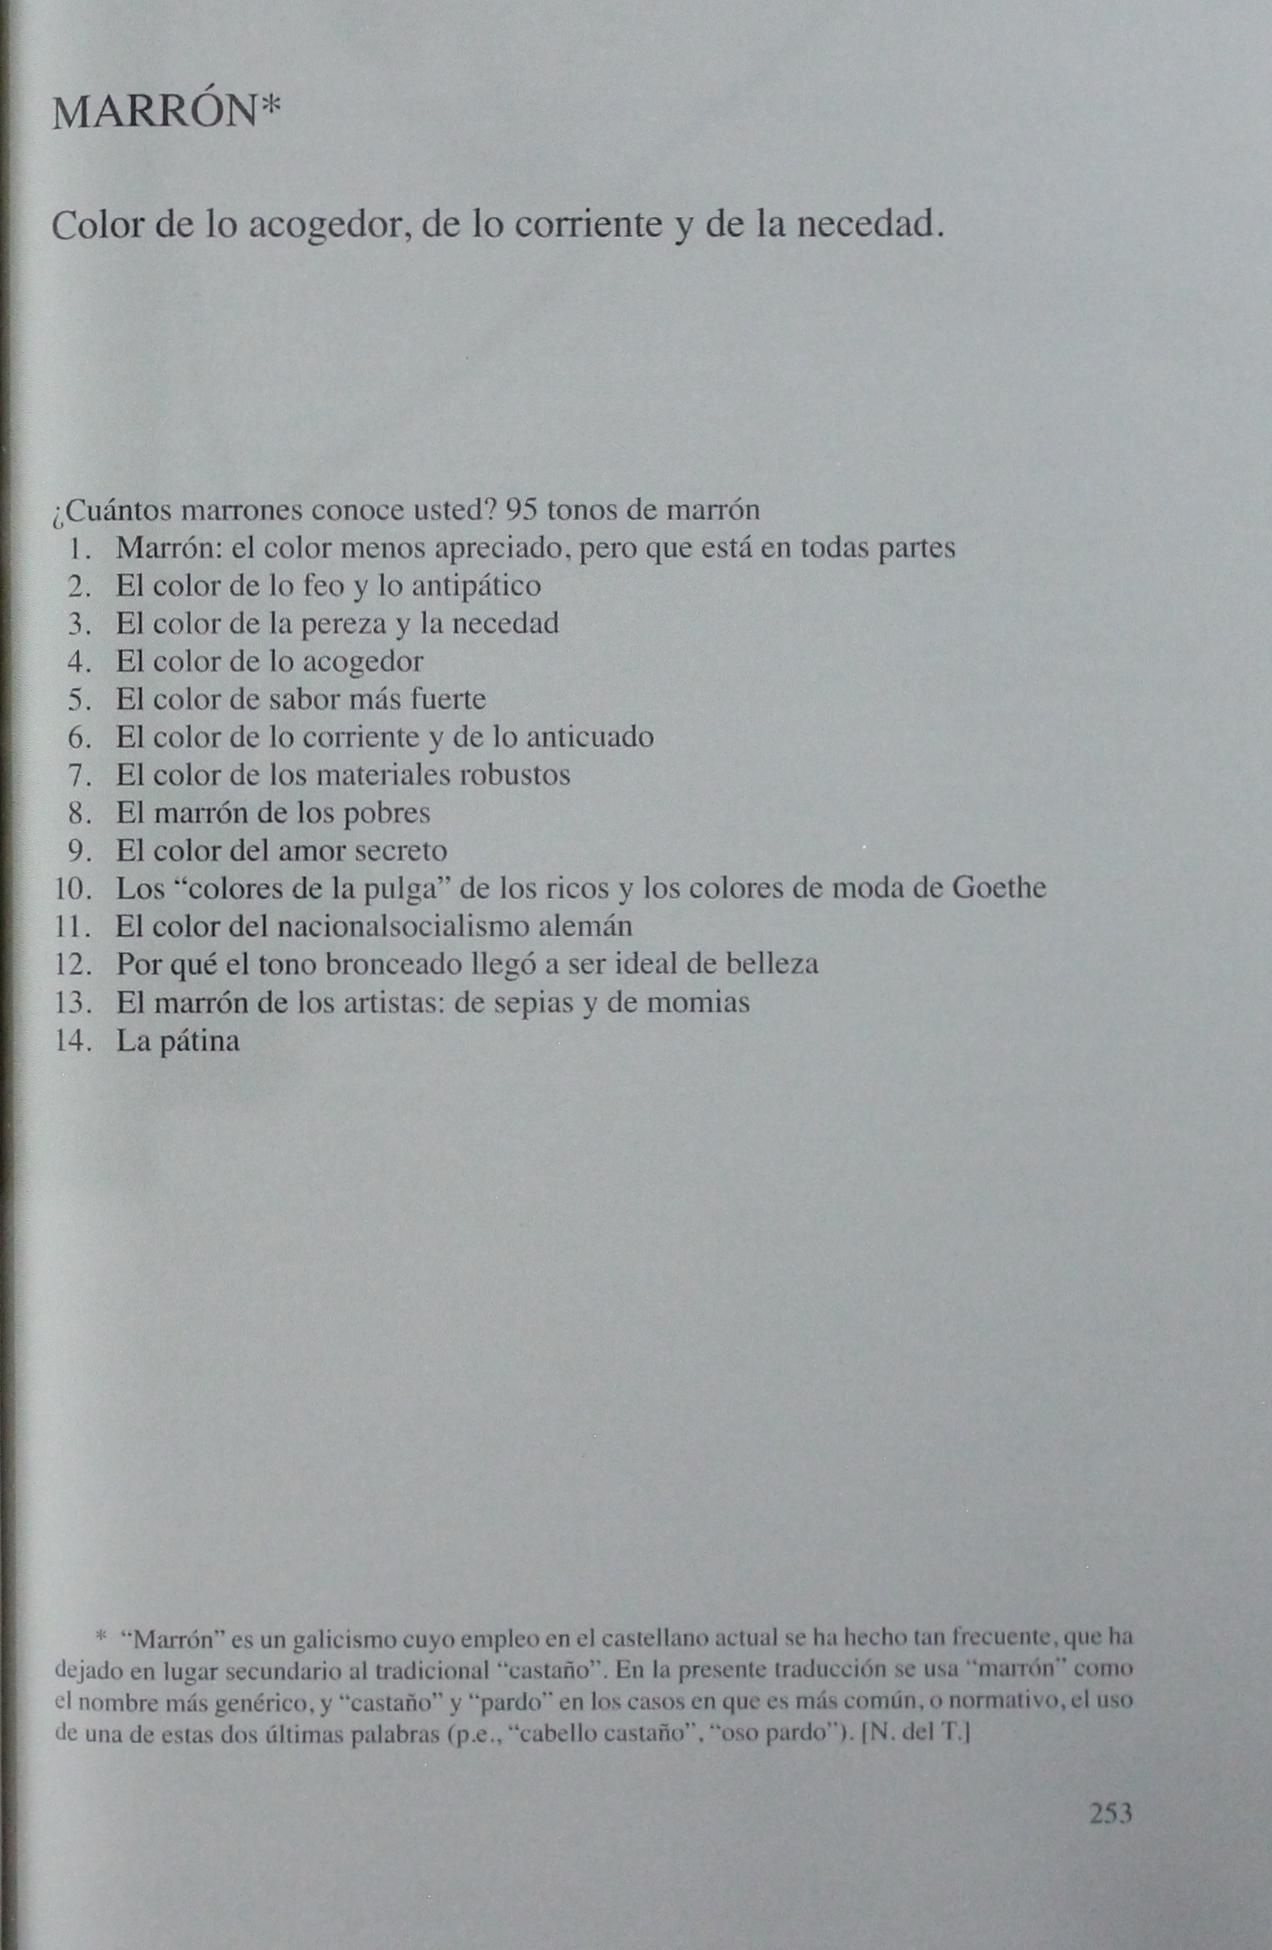 MARRÓN*
Color de lo acogedor, de lo corriente y de la necedad.
¿Cuántos marrones conoce usted? 95 tonos de marrón
1. Marrón: el color menos apreciado, pero que está en todas partes
2. El color de lo feo y lo antipático
3. El color de la pereza y la necedad
4. El color de lo acogedor
5. El color de sabor más fuerte
6. El color de lo corriente y de lo anticuado
7. El color de los materiales robustos
8. El marrón de los pobres
9. El color del amor secreto
10. Los “colores de la pulga” de los ricos y los colores de moda de Goethe
11. El color del nacionalsocialismo alemán
12. Por qué el tono bronceado llegó a ser ideal de belleza
13. El marrón de los artistas: de sepias y de momias
14. La pátina
* “Marrón” es un galicismo cuyo empleo en el castellano actual se ha hecho tan frecuente, que ha
dejado en lugar secundario al tradicional “castaño”. En la presente traducción se usa “marrón” como
el nombre más genérico, y “castaño” y “pardo” en los casos en que es más común, o normativo, el uso
de una de estas dos últimas palabras (p.e., “cabello castaño”, “oso pardo”). [N. del T.]
253